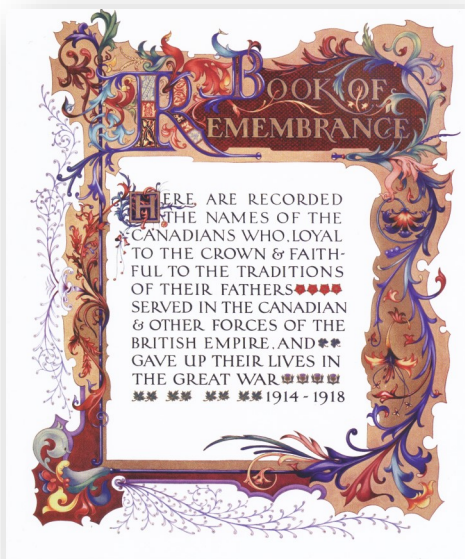 BOOK OF
REMEMBRANCE
HERE ARE RECORDED
THE NAMES OF THE
CANADIANS WHO, LOYAL
TO THE CROWN & FAITH-
FUL TO THE TRADITIONS
OF THEIR FATHERS
SERVED IN THE CANADIAN
& OTHER FORCES OF THE
BRITISH EMPIRE, AND
GAVE UP THEIR LIVES IN
THE GREAT WAR
1914 - 1918